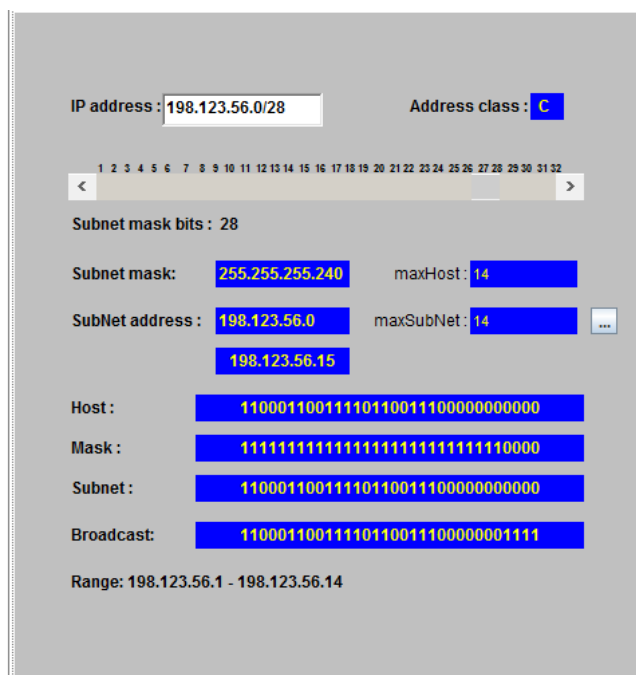 IP address : 198.123.56.0/28 Address class : C
1 2 3 4 5 6 7 8 9 10 11 12 13 14 15 16 17 18 19 20 21 22 23 24 25 26 27 28 29 30 31 32
Subnet mask bits : 28
Subnet mask: 255.255.255.240 maxHost : 14
SubNet address : 198.123.56.0 maxSubNet : 14 ...
198.123.56.15
Host : 11000110011110110011100000000000
Mask : 11111111111111111111111111110000
Subnet : 11000110011110110011100000000000
Broadcast: 11000110011110110011100000001111
Range: 198.123.56.1 - 198.123.56.14